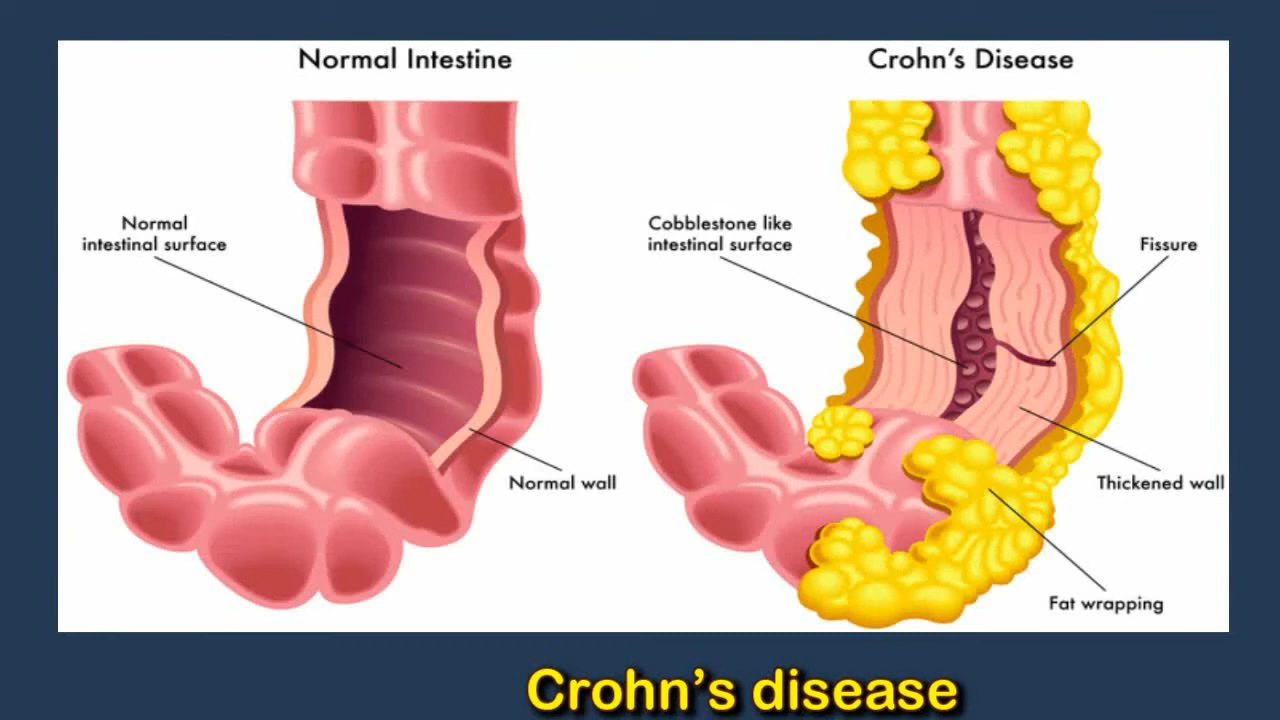 Normal Intestine
Crohn's Disease
Normal
intestinal surface
Cobblestone like
intestinal surface
Fissure
Normal wall
Thickened wall
Fat wrapping
Crohn's disease